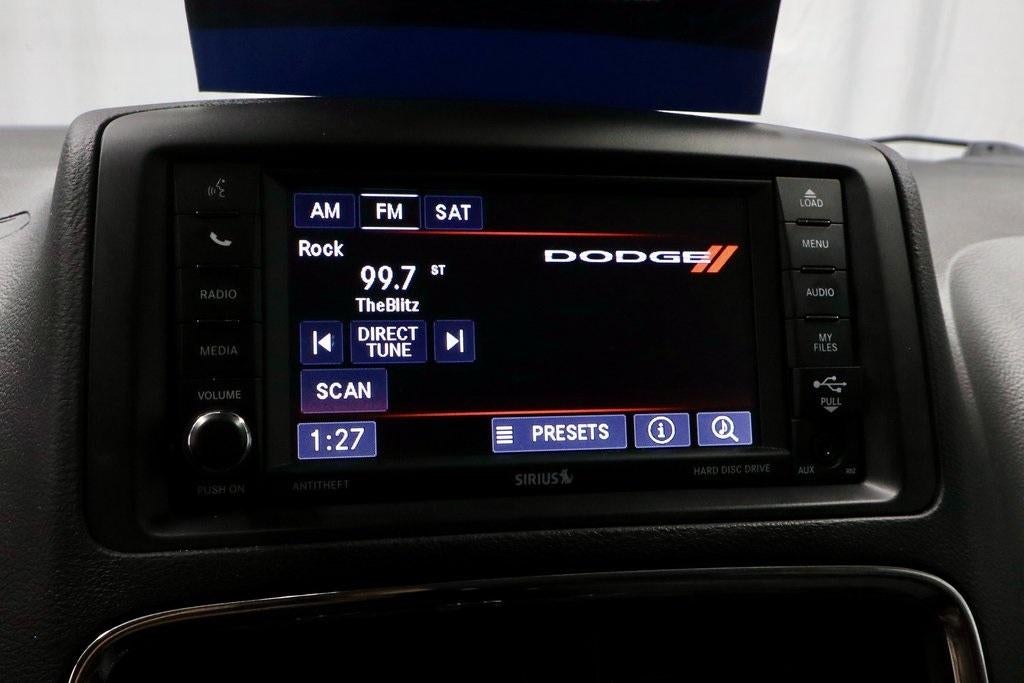 LOAD
AM FM SAT
MENU
Rock
DODGE
99.7 ST
TheBlitz
RADIO
AUDIO
DIRECT
TUNE
MY
FILES
MEDIA
SCAN
VOLUME
PULL
1:27
PRESETS
i
SIRIUS
HARD DISC DRIVE
AUX
PUSH ON
ANTITHEFT